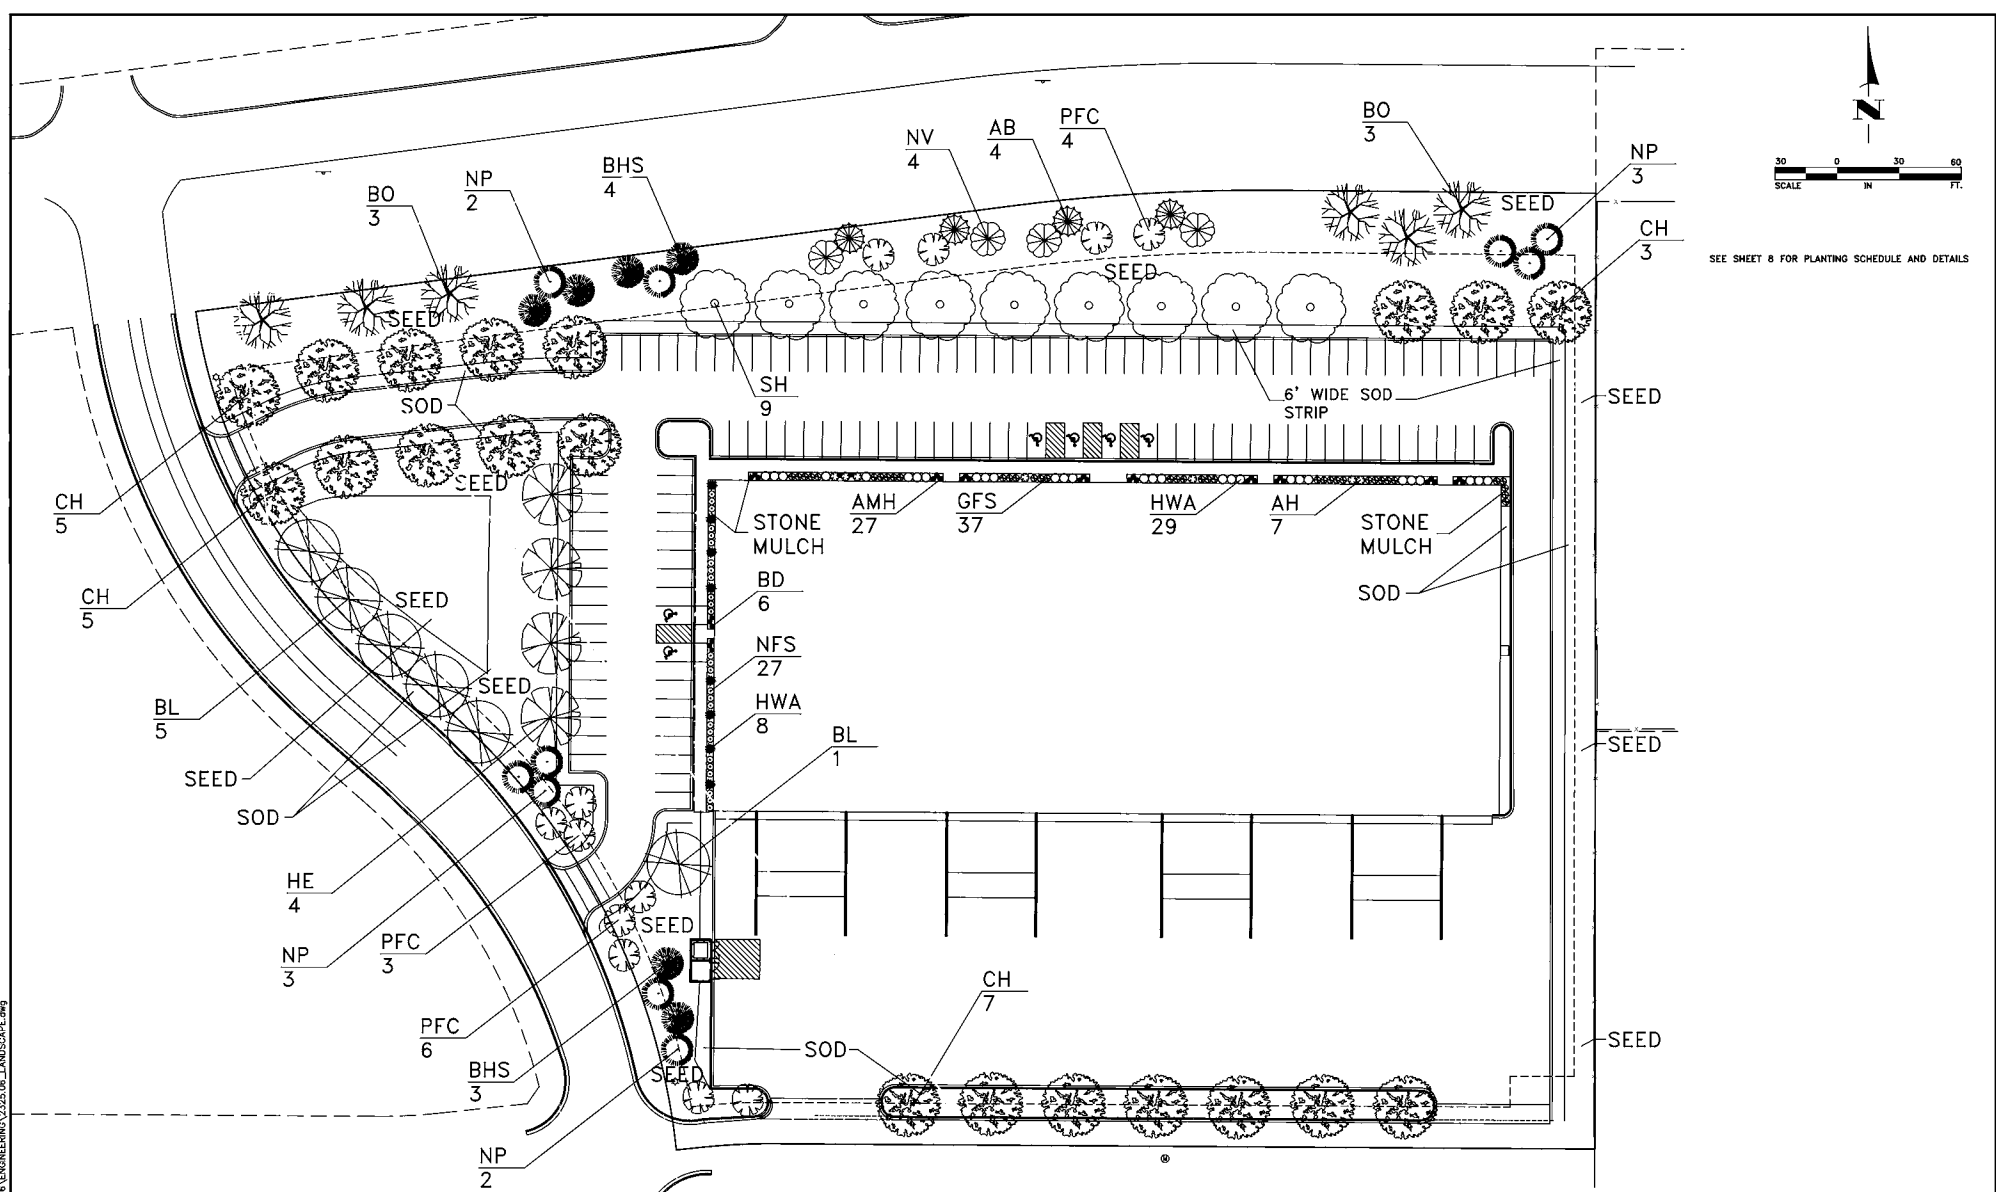 BO
3
NP
2
BHS
4
NV
4
AB
4
PFC
4
BO
3
NP
3
CH
3
N
30 0 30 60
SCALE IN FT.
SEE SHEET 8 FOR PLANTING SCHEDULE AND DETAILS
SEED
SEED
SEED
SOD
SH
9
6' WIDE SOD
STRIP
SEED
SEED
CH
5
STONE
MULCH
AMH
27
GFS
37
HWA
29
AH
7
STONE
MULCH
SOD
CH
5
SEED
BD
6
NFS
27
HWA
8
BL
5
SEED
BL
1
SEED
SEED
SOD
HE
4
NP
3
PFC
3
SEED
PFC
6
BHS
3
SEED
NP
2
SOD
CH
7
SEED
6\ENGINEERING\2325.06_LANDSCAPE.dwg